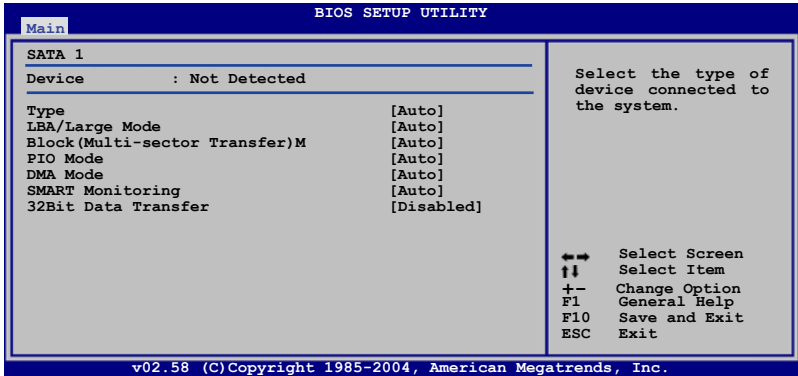 BIOS SETUP UTILITY
Main
SATA 1
Device : Not Detected
Type [Auto]
LBA/Large Mode [Auto]
Block(Multi-sector Transfer)M [Auto]
PIO Mode [Auto]
DMA Mode [Auto]
SMART Monitoring [Auto]
32Bit Data Transfer [Disabled]
Select the type of
device connected to
the system.
←→ Select Screen
↑↓ Select Item
+- Change Option
F1 General Help
F10 Save and Exit
ESC Exit
v02.58 (C)Copyright 1985-2004, American Megatrends, Inc.